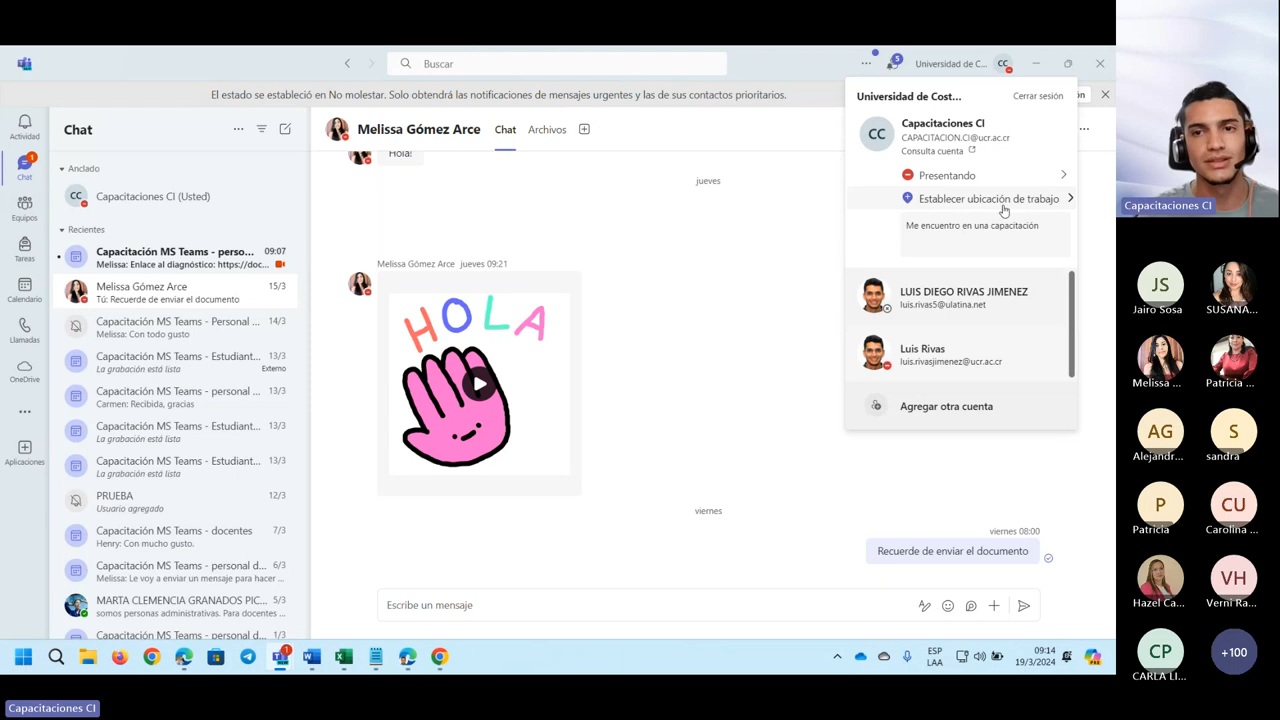 Buscar
5
Universidad de C...
CC
El estado se estableció en No molestar. Solo obtendrá las notificaciones de mensajes urgentes y las de sus contactos prioritarios.
Actividad
1
Chat
Equipos
Tareas
Calendario
Llamadas
OneDrive
Aplicaciones
Chat
Anclado
CC
Capacitaciones CI (Usted)
Recientes
Capacitación MS Teams - perso... 09:07
Melissa: Enlace al diagnóstico: https://doc...
Melissa Gómez Arce 15/3
Tú: Recuerde de enviar el documento
Capacitación MS Teams - Personal ... 14/3
Melissa: Con todo gusto
Capacitación MS Teams - Estudiant... 13/3
La grabación está lista Externo
Capacitación MS Teams - personal ... 13/3
Carmen: Recibida, gracias
Capacitación MS Teams - Estudiant... 13/3
La grabación está lista
Capacitación MS Teams - Estudiant... 13/3
La grabación está lista
PRUEBA 12/3
Usuario agregado
Capacitación MS Teams - docentes 7/3
Henry: Con mucho gusto.
Capacitación MS Teams - personal d... 6/3
Melissa: Le voy a enviar un mensaje para hacer ...
MARTA CLEMENCIA GRANADOS PIC... 5/3
somos personas administrativas. Para docentes ...
Capacitación MS Teams - personal d... 1/3
Melissa Gómez Arce Chat Archivos
Hola!
jueves
Melissa Gómez Arce jueves 09:21
HOLA
viernes
viernes 08:00
Recuerde de enviar el documento
Escribe un mensaje
Universidad de Cost... Cerrar sesión
CC
Capacitaciones CI
CAPACITACION.CI@ucr.ac.cr
Consulta cuenta
Presentando
Establecer ubicación de trabajo
Me encuentro en una capacitación
LUIS DIEGO RIVAS JIMENEZ
luis.rivas5@ulatina.net
Luis Rivas
luis.rivasjimenez@ucr.ac.cr
Agregar otra cuenta
1
ESP
LAA
09:14
19/3/2024
Capacitaciones CI
JS
Jairo Sosa
SUSANA...
Melissa ...
Patricia ...
AG
Alejandr...
S
sandra
P
Patricia
CU
Carolina ...
Hazel Ca...
VH
Verni Ra...
CP
CARLA LI...
+100
Capacitaciones CI